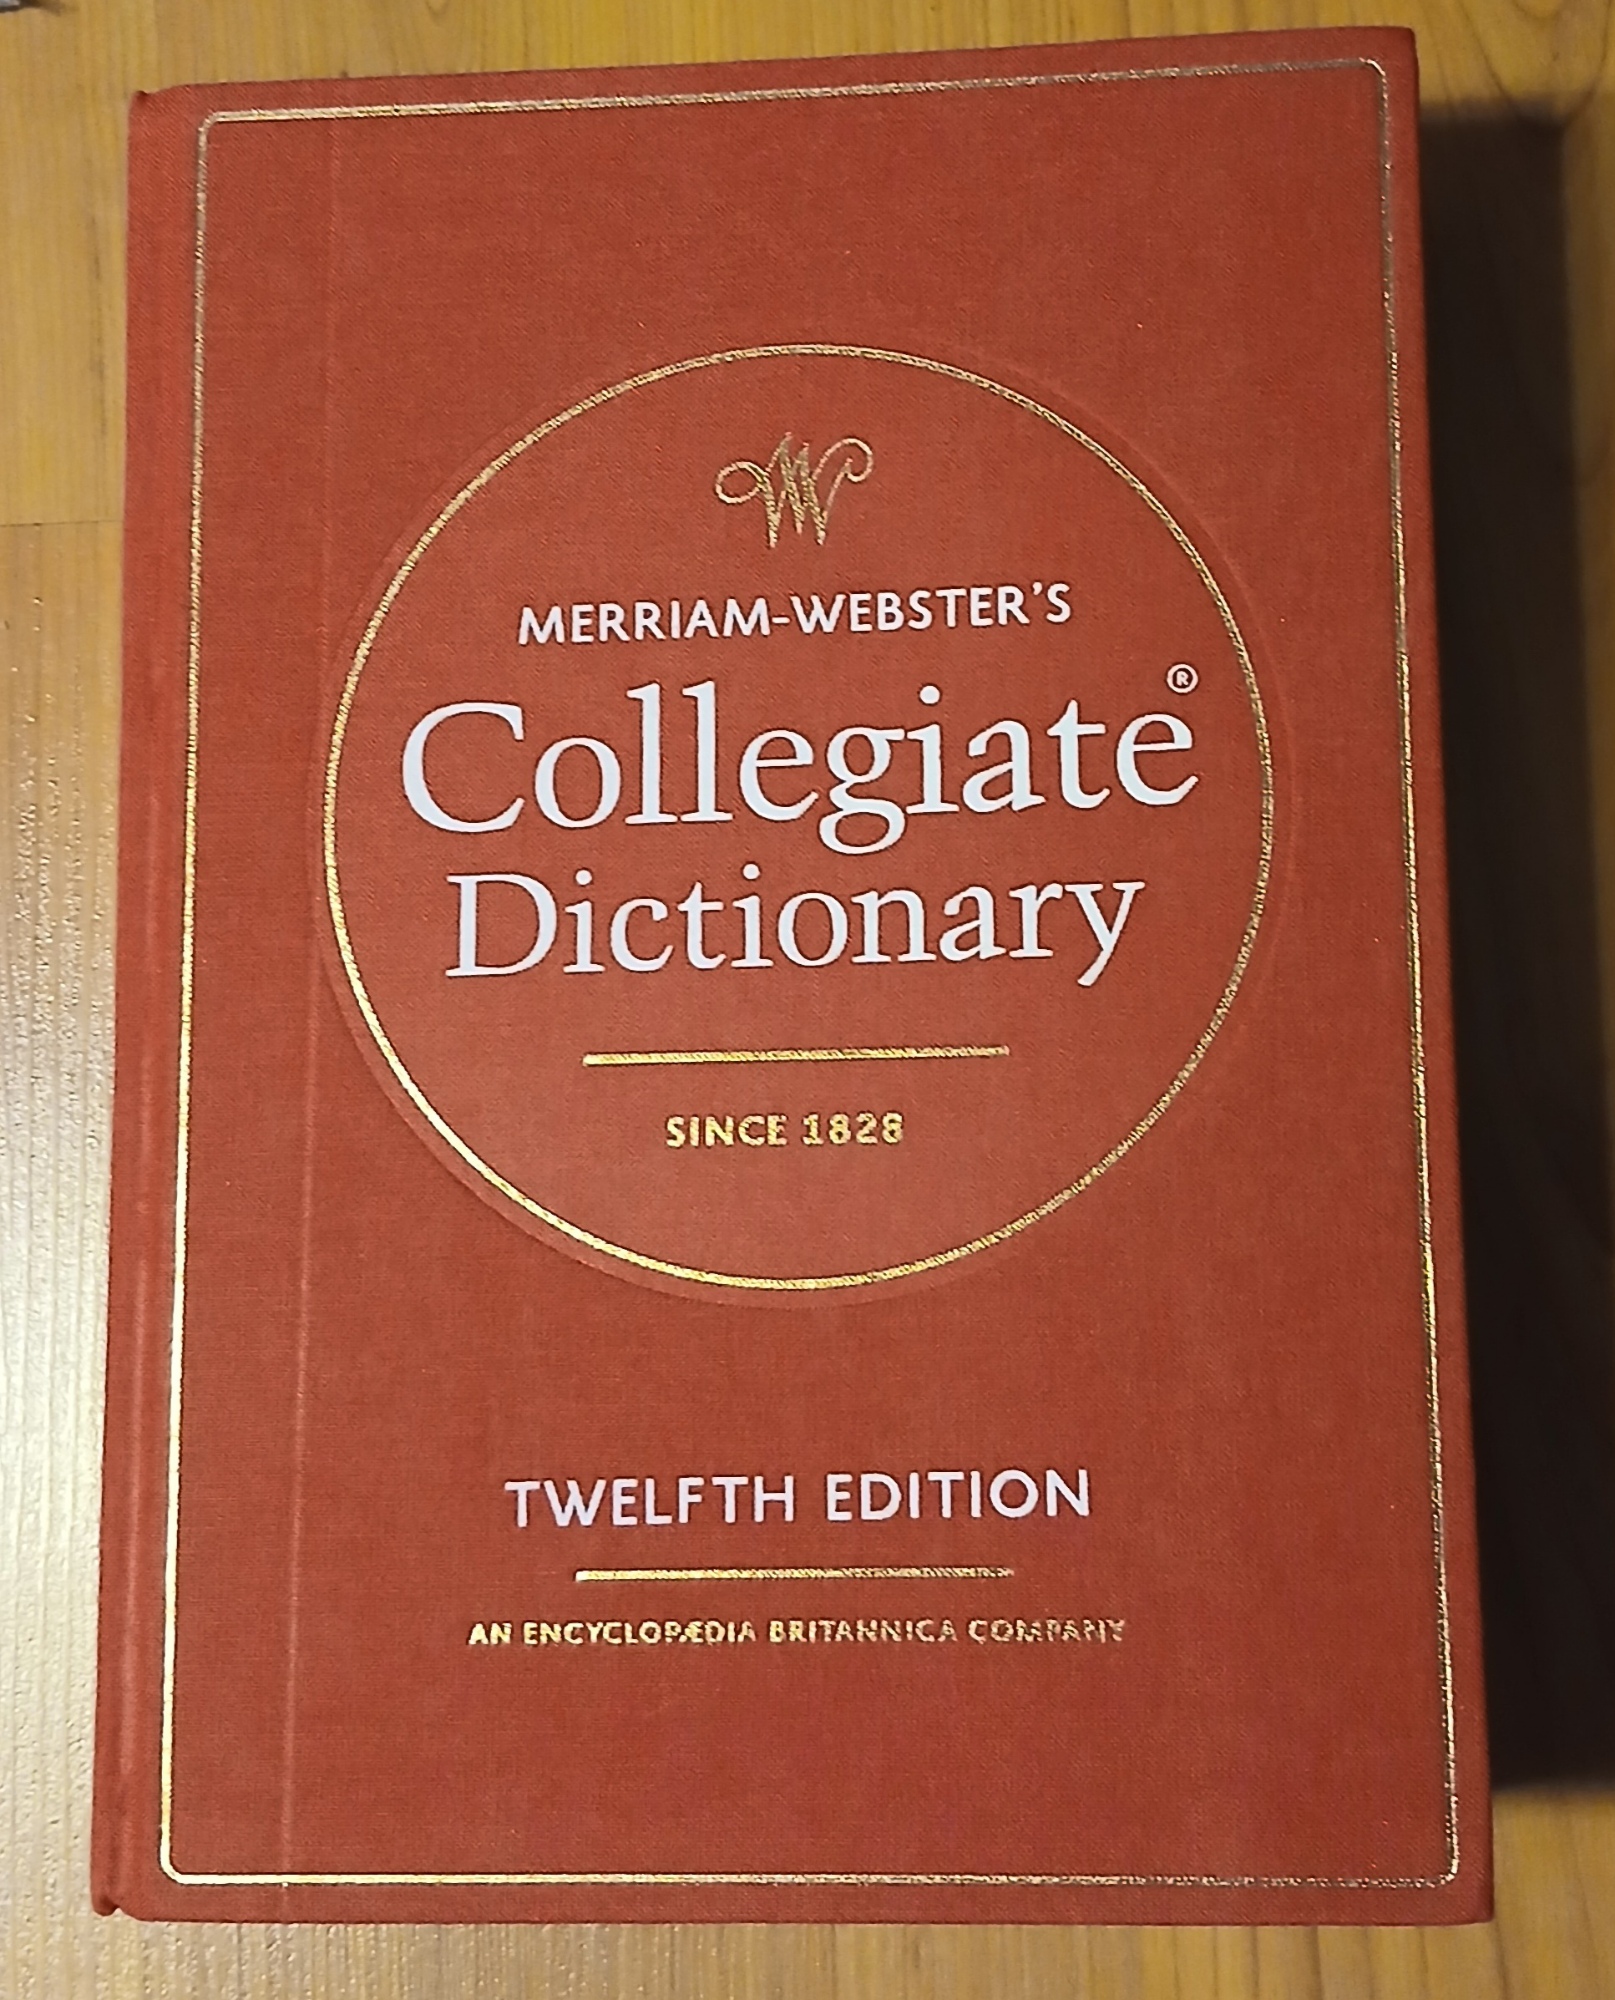 W
MERRIAM-WEBSTER'S
Collegiate®
Dictionary
SINCE 1828
TWELFTH EDITION
AN ENCYCLOPÆDIA BRITANNICA COMPANY